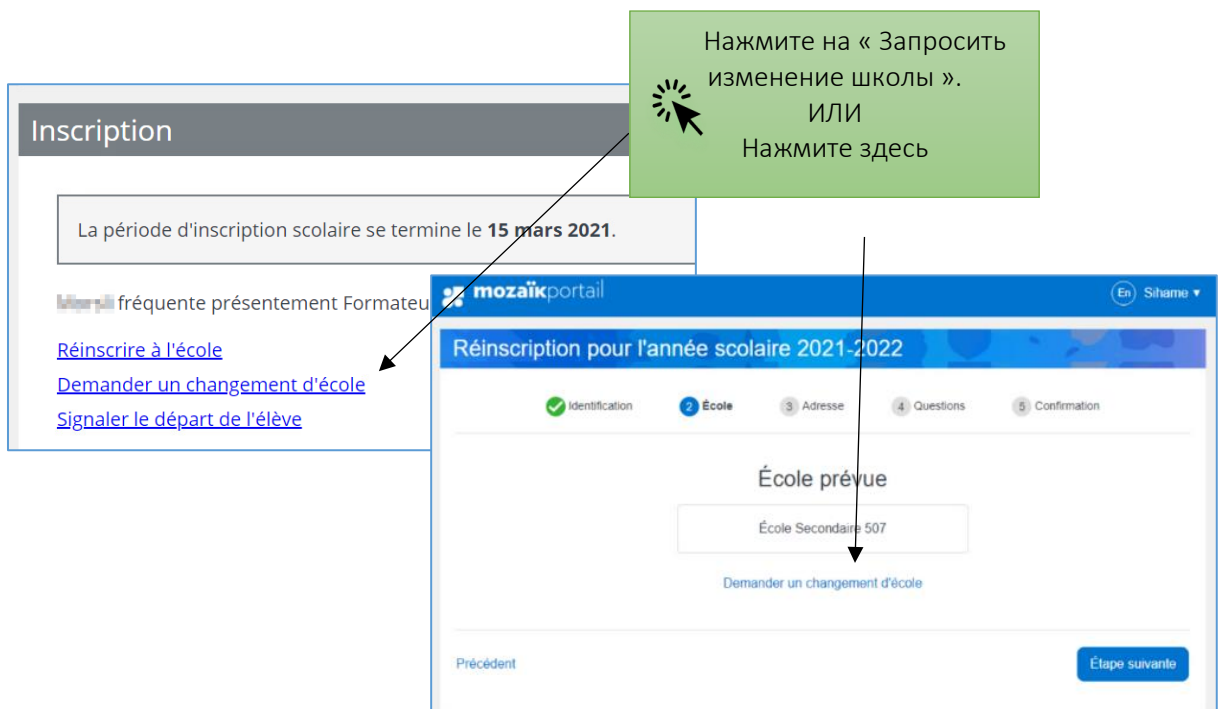 Нажмите на « Запросить
изменение школы ».
ИЛИ
Нажмите здесь
Inscription
La période d'inscription scolaire se termine le 15 mars 2021.
fréquente présentement Formateu
Réinscrire à l'école
Demander un changement d'école
Signaler le départ de l'élève
mozaïkportail
En Sihame
Réinscription pour l'année scolaire 2021-2022
Identification 2 École 3 Adresse 4 Questions 5 Confirmation
École prévue
École Secondaire 507
Demander un changement d'école
Précédent Étape suivante